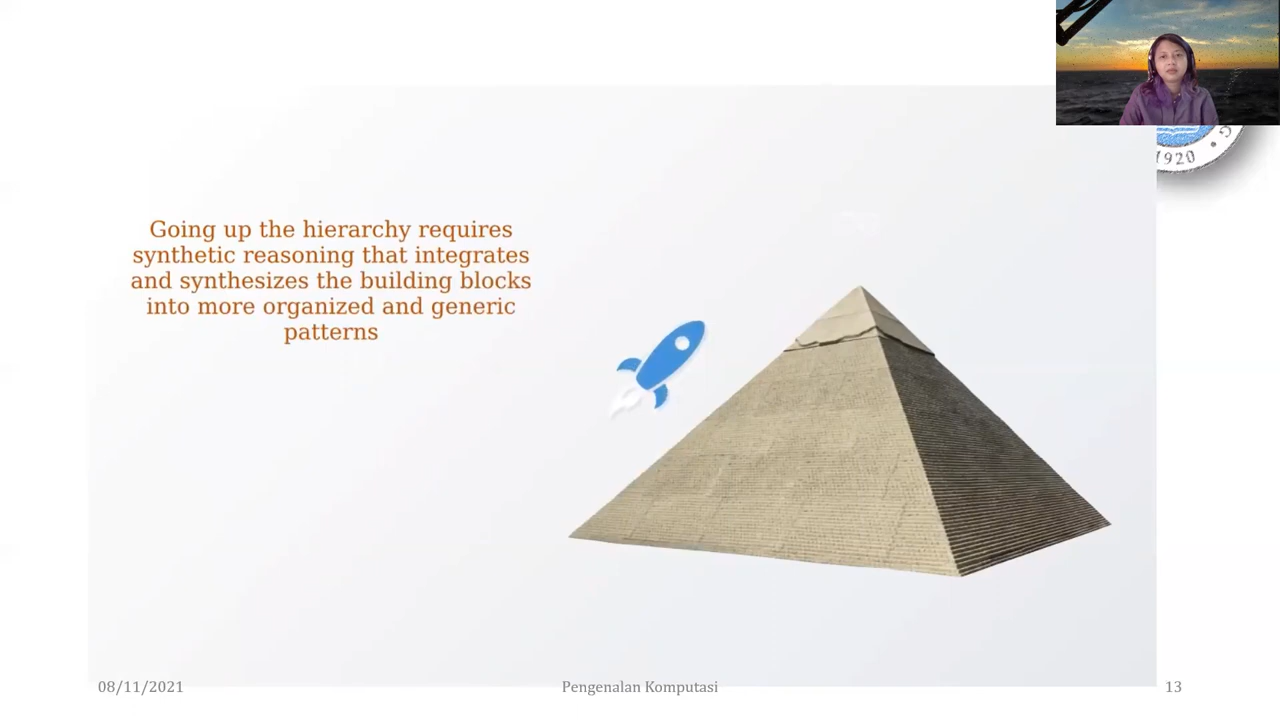 1920
G
Going up the hierarchy requires
synthetic reasoning that integrates
and synthesizes the building blocks
into more organized and generic
patterns
08/11/2021
Pengenalan Komputasi
13